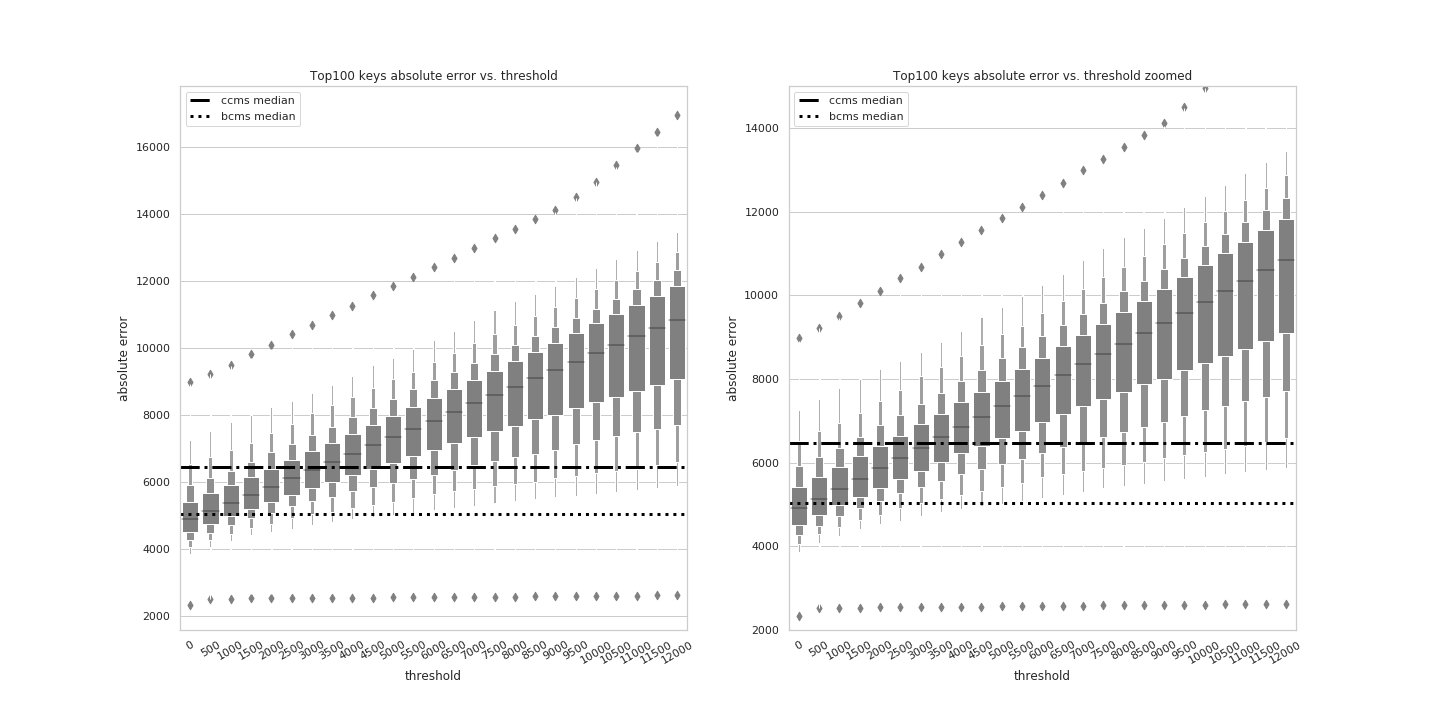 Top100 keys absolute error vs. threshold
ccms median
bcms median
16000
14000
12000
10000
8000
6000
4000
2000
absolute error
0 500 1000 1500 2000 2500 3000 3500 4000 4500 5000 5500 6000 6500 7000 7500 8000 8500 9000 9500 10000 10500 11000 11500 12000
threshold
Top100 keys absolute error vs. threshold zoomed
ccms median
bcms median
14000
12000
10000
8000
6000
4000
2000
absolute error
0 500 1000 1500 2000 2500 3000 3500 4000 4500 5000 5500 6000 6500 7000 7500 8000 8500 9000 9500 10000 10500 11000 11500 12000
threshold